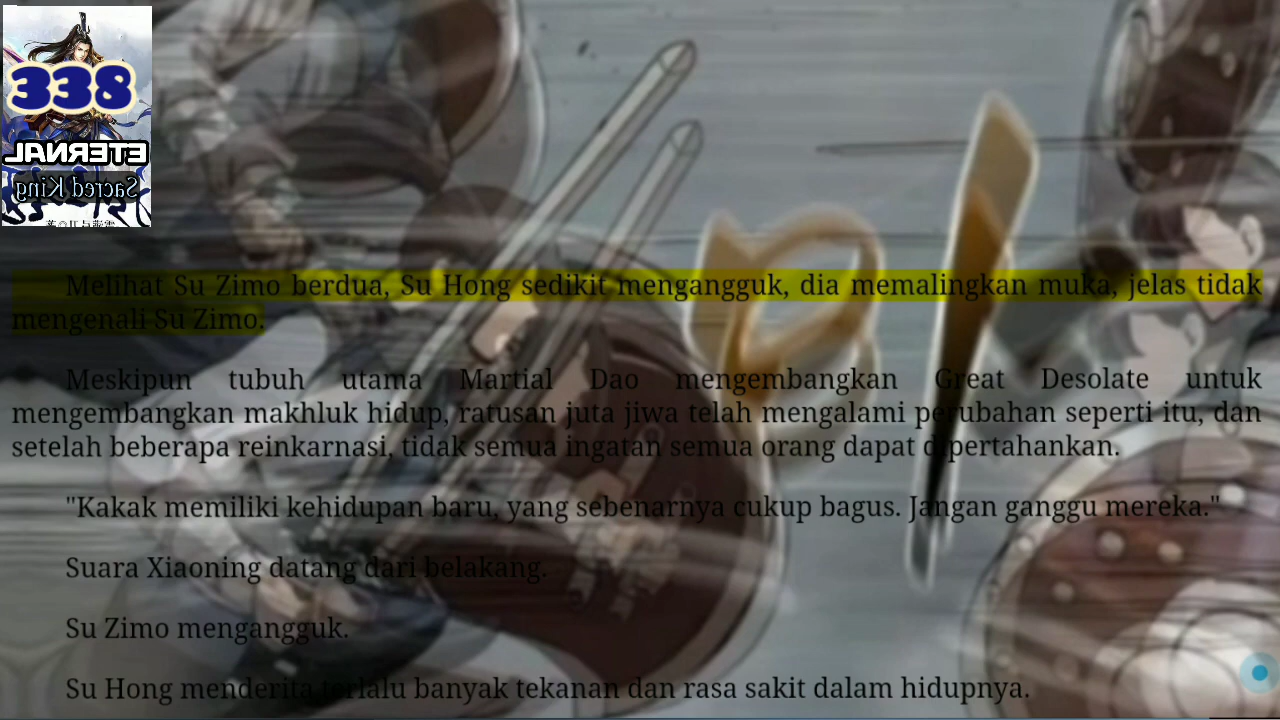 338
ETERNAL
Sacred King
Melihat Su Zimo berdua, Su Hong sedikit mengangguk, dia memalingkan muka, jelas tidak
mengenali Su Zimo.
Meskipun tubuh utama Martial Dao mengembangkan Great Desolate untuk
mengembangkan makhluk hidup, ratusan juta jiwa telah mengalami perubahan seperti itu, dan
setelah beberapa reinkarnasi, tidak semua ingatan semua orang dapat dipertahankan.
"Kakak memiliki kehidupan baru, yang sebenarnya cukup bagus. Jangan ganggu mereka."
Suara Xiaoning datang dari belakang.
Su Zimo mengangguk.
Su Hong menderita terlalu banyak tekanan dan rasa sakit dalam hidupnya.